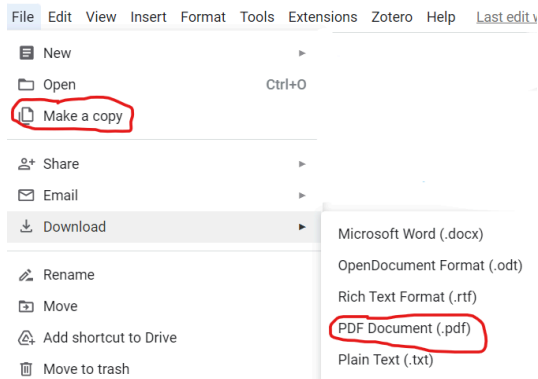 File Edit View Insert Format Tools Extensions Zotero Help Last edit
New
Open Ctrl+O
Make a copy
Share
Email
Download
Rename
Move
Add shortcut to Drive
Move to trash
Microsoft Word (.docx)
OpenDocument Format (.odt)
Rich Text Format (.rtf)
PDF Document (.pdf)
Plain Text (.txt)